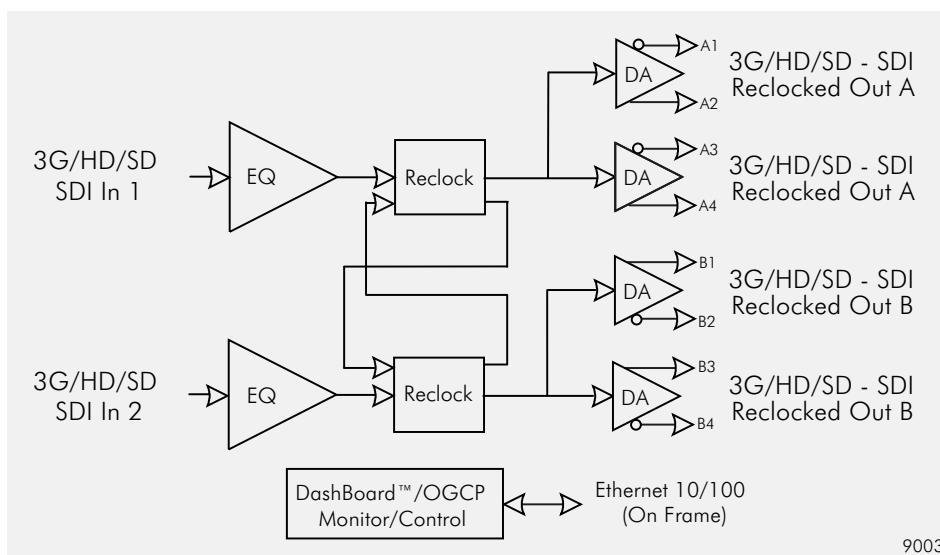 3G/HD/SD
SDI In 1
EQ
Reclock
DA
A1
A2
3G/HD/SD - SDI
Reclocked Out A
DA
A3
A4
3G/HD/SD - SDI
Reclocked Out A
DA
B1
B2
3G/HD/SD - SDI
Reclocked Out B
3G/HD/SD
SDI In 2
EQ
Reclock
DA
B3
B4
3G/HD/SD - SDI
Reclocked Out B
DashBoard™/OGCP
Monitor/Control
Ethernet 10/100
(On Frame)
9003